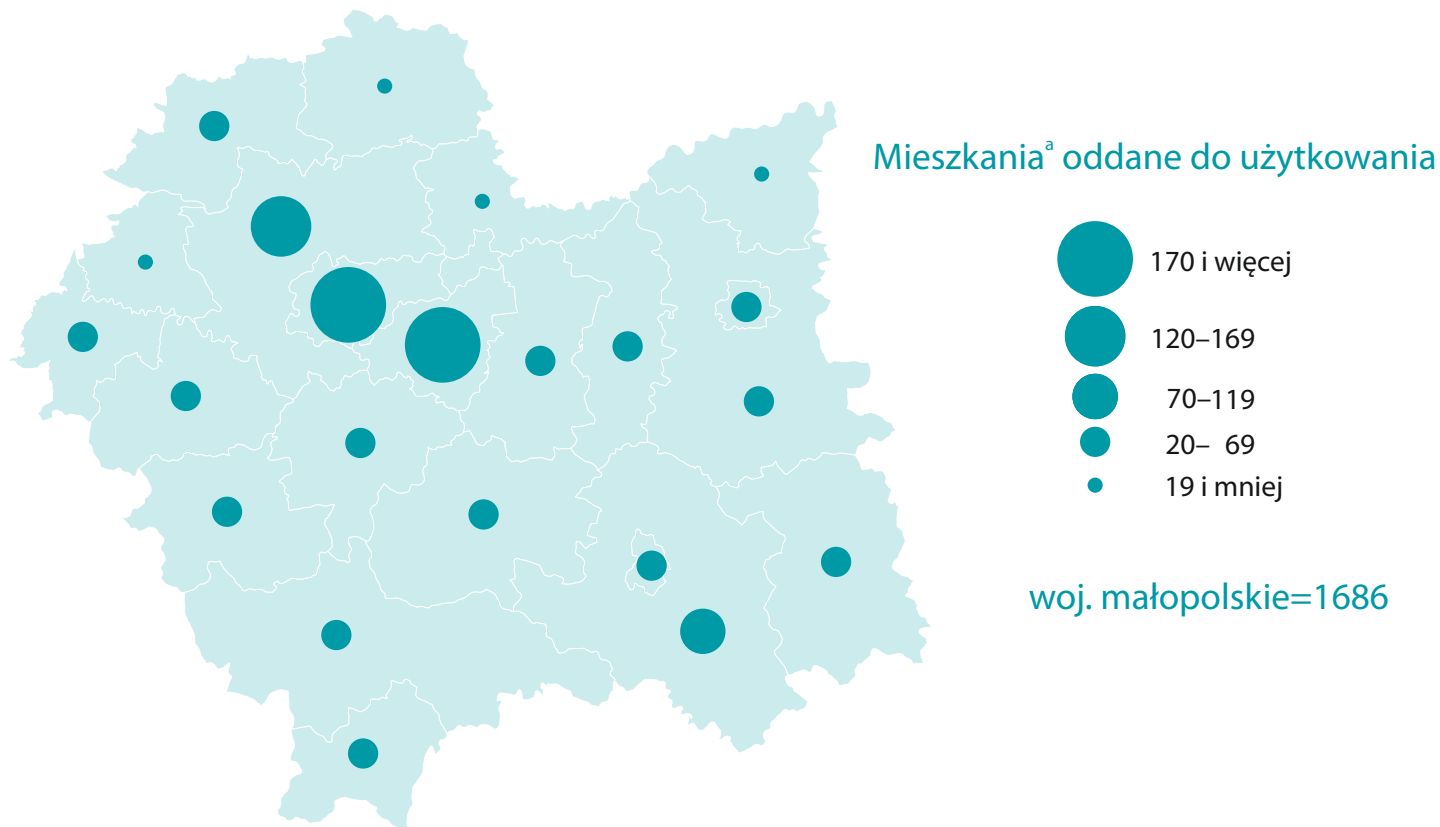 Mieszkaniaᵃ oddane do użytkowania
170 i więcej
120–169
70–119
20– 69
19 i mniej
woj. małopolskie=1686